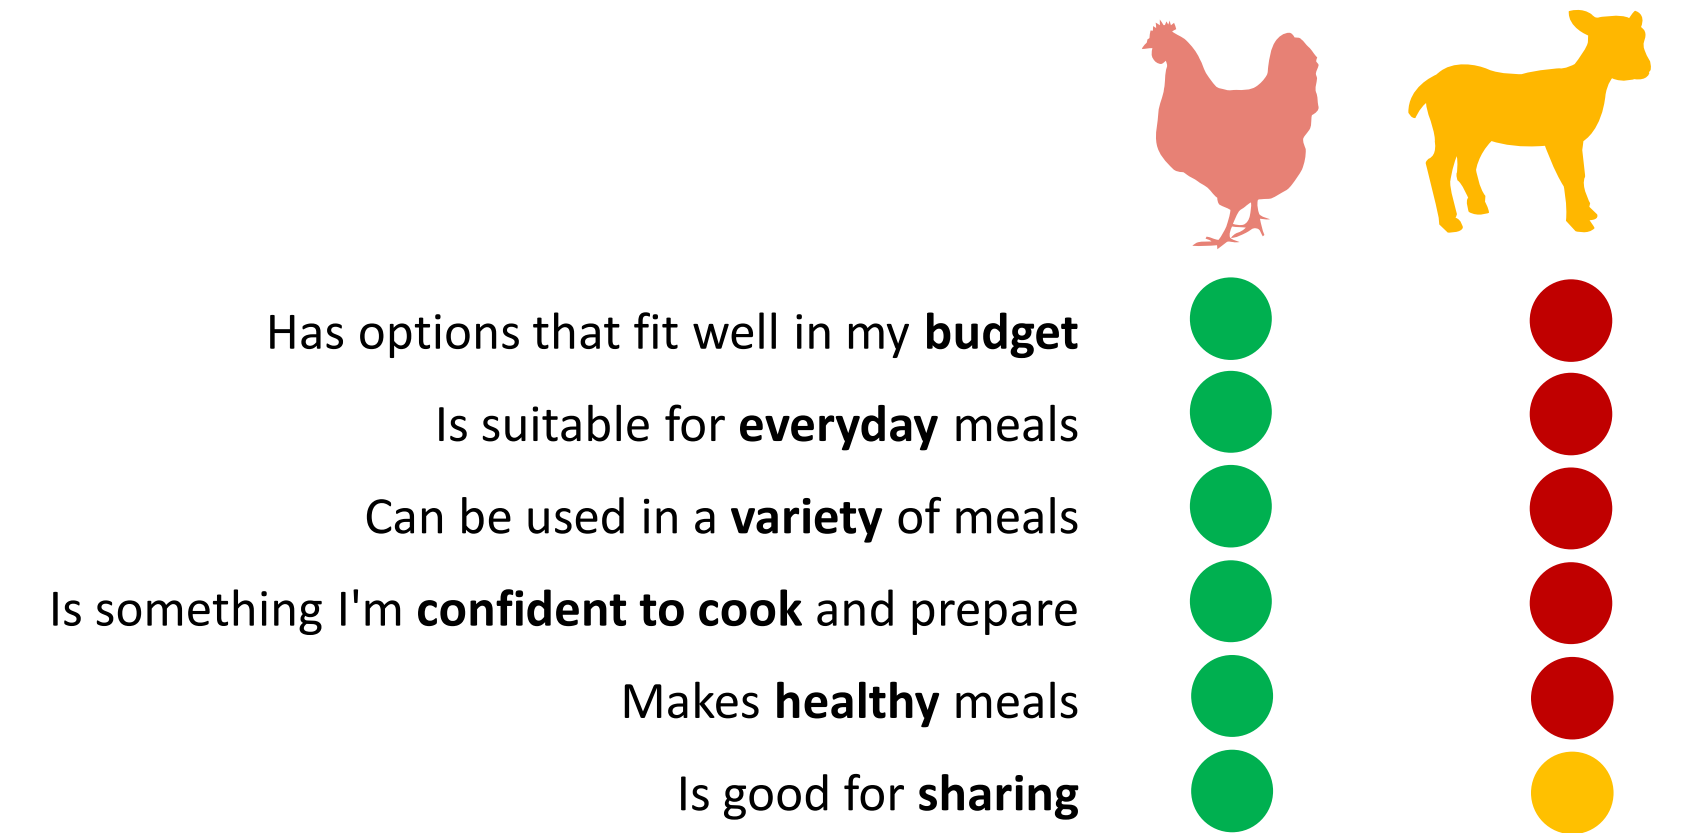 Has options that fit well in my budget
Is suitable for everyday meals
Can be used in a variety of meals
Is something I'm confident to cook and prepare
Makes healthy meals
Is good for sharing